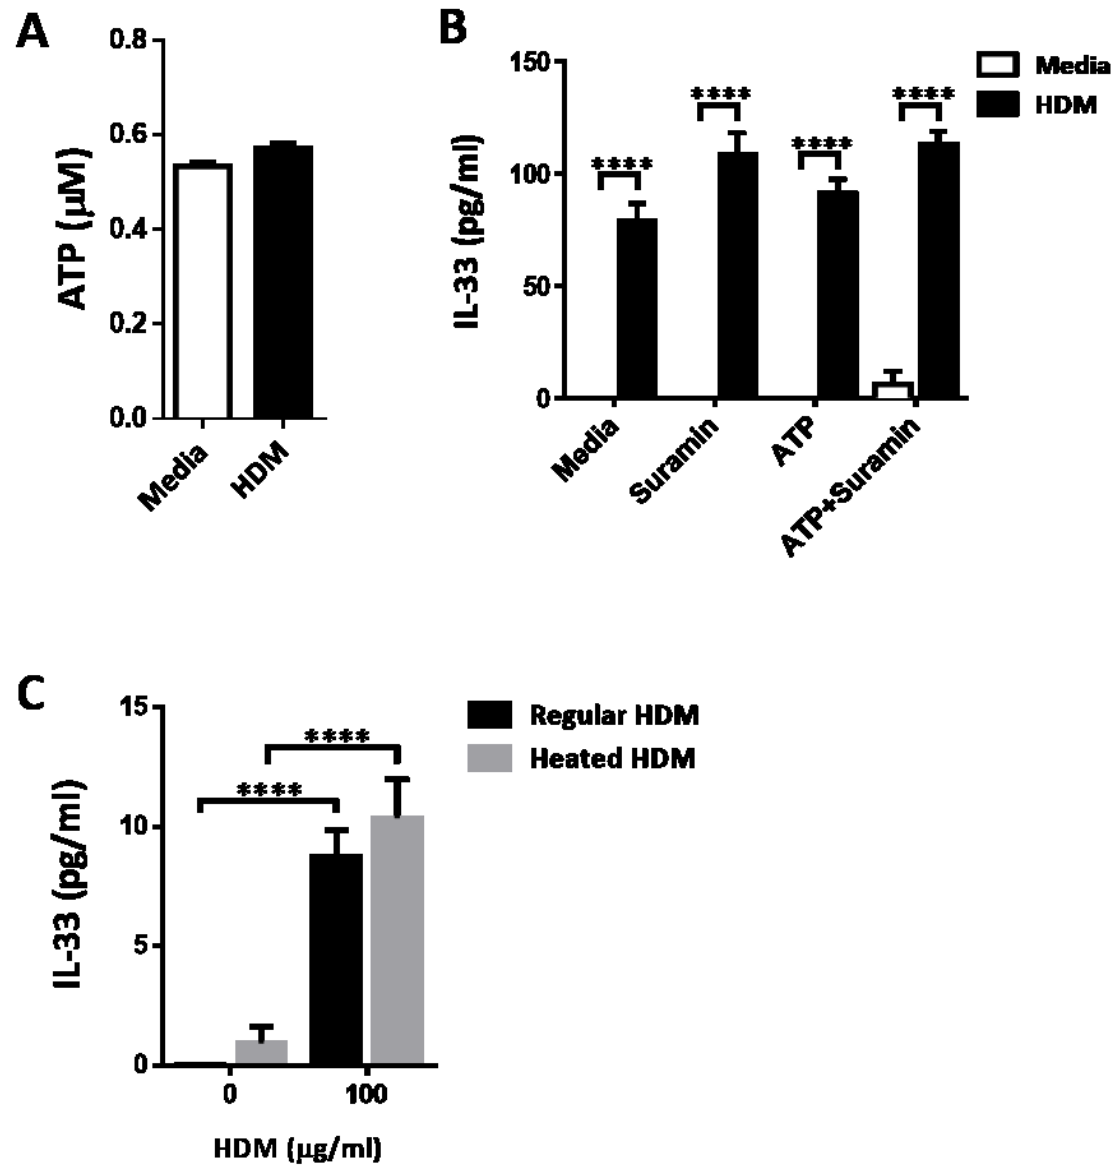 A
ATP (μM)
0.8
0.6
0.4
0.2
0.0
Media
HDM
B
IL-33 (pg/ml)
150
100
50
0
****
****
****
****
Media
Suramin
ATP
ATP+Suramin
Media
HDM
C
IL-33 (pg/ml)
15
10
5
0
****
****
0
100
HDM (μg/ml)
Regular HDM
Heated HDM